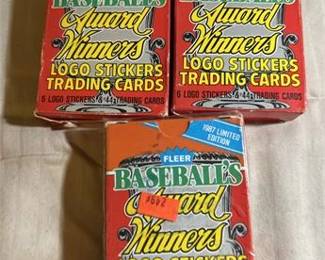 BASEBALL'S
Award
Winners
LOGO STICKERS
TRADING CARDS
6 LOGO STICKERS & 44 TRADING CARDS
BASEBALL'S
Award
Winners
LOGO STICKERS
TRADING CARDS
6 LOGO STICKERS & 44 TRADING CARDS
FLEER
1987 LIMITED
EDITION
BASEBALL'S
Award
Winners
LOGO STICKERS